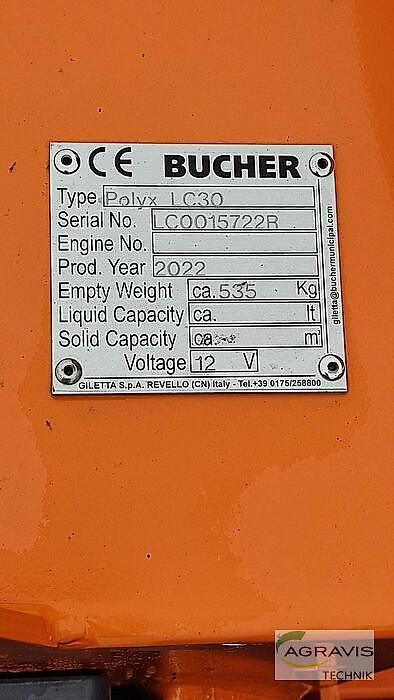 CE BUCHER
Type Polyx LC30
Serial No. LC0015722R
Engine No.
Prod. Year 2022
Empty Weight ca. 535 Kg
Liquid Capacity ca. lt
Solid Capacity ca. m³
Voltage 12 V
GILETTA S.p.A. REVELLO (CN) Italy - Tel.+39 0175/258800
giletta@buchermunicipal.com
AGRAVIS
TECHNIK